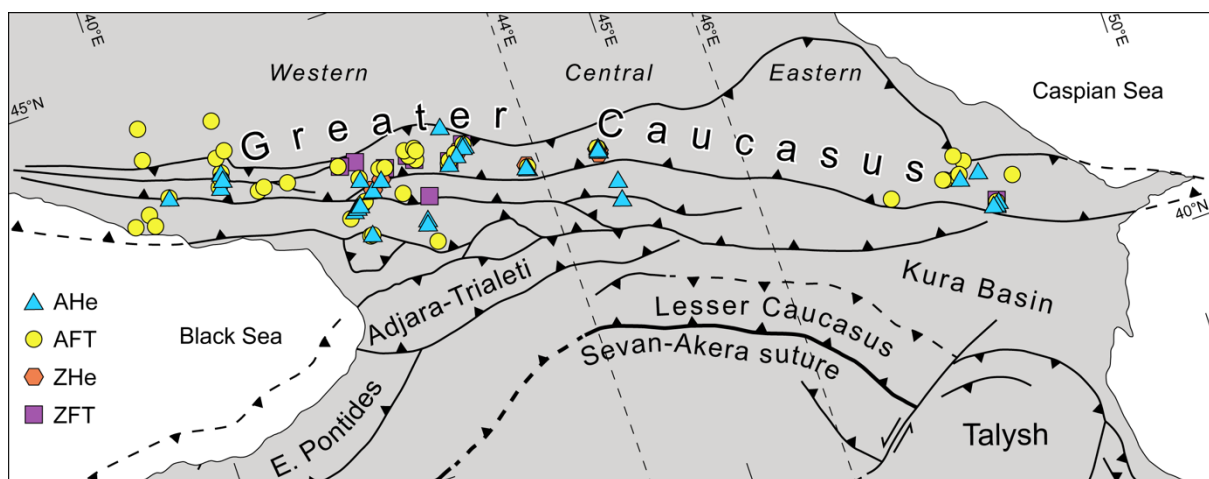 40°E
44°E
45°E
46°E
50°E
Western
Central
Eastern
Caspian Sea
45°N
Greater Caucasus
40°N
Kura Basin
AHe
AFT
ZHe
ZFT
Black Sea
Adjara-Trialeti
Lesser Caucasus
Sevan-Akera suture
E. Pontides
Talysh